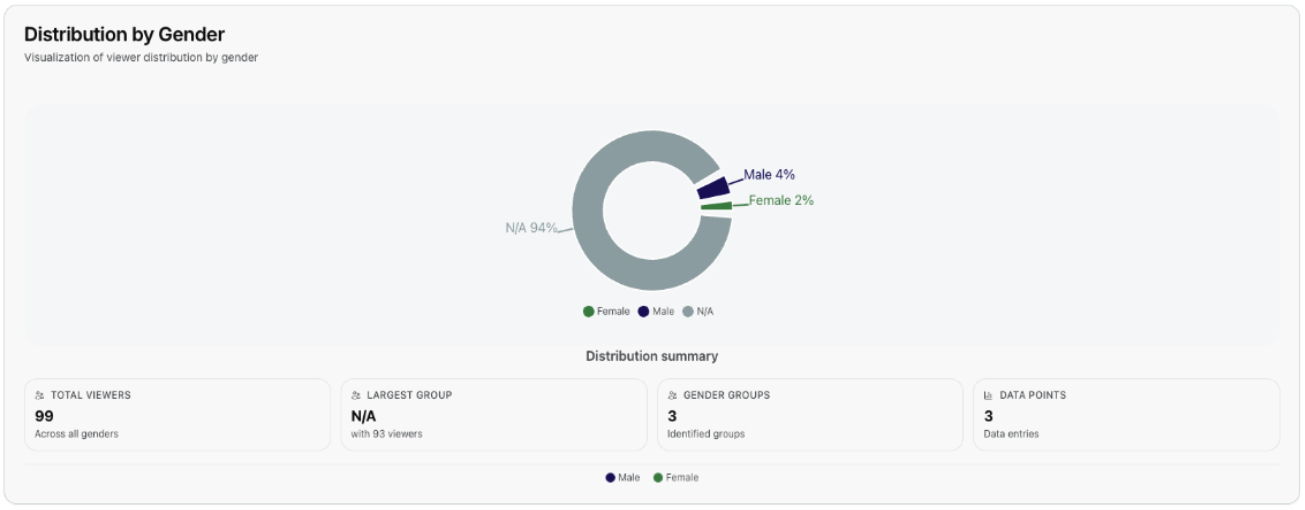 Distribution by Gender
Visualization of viewer distribution by gender
Male 4%
Female 2%
N/A 94%
Female Male N/A
Distribution summary
TOTAL VIEWERS
99
Across all genders
LARGEST GROUP
N/A
with 93 viewers
GENDER GROUPS
3
Identified groups
DATA POINTS
3
Data entries
Male Female